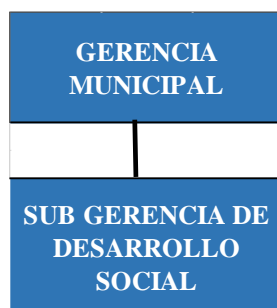 GERENCIA
MUNICIPAL
SUB GERENCIA DE
DESARROLLO
SOCIAL